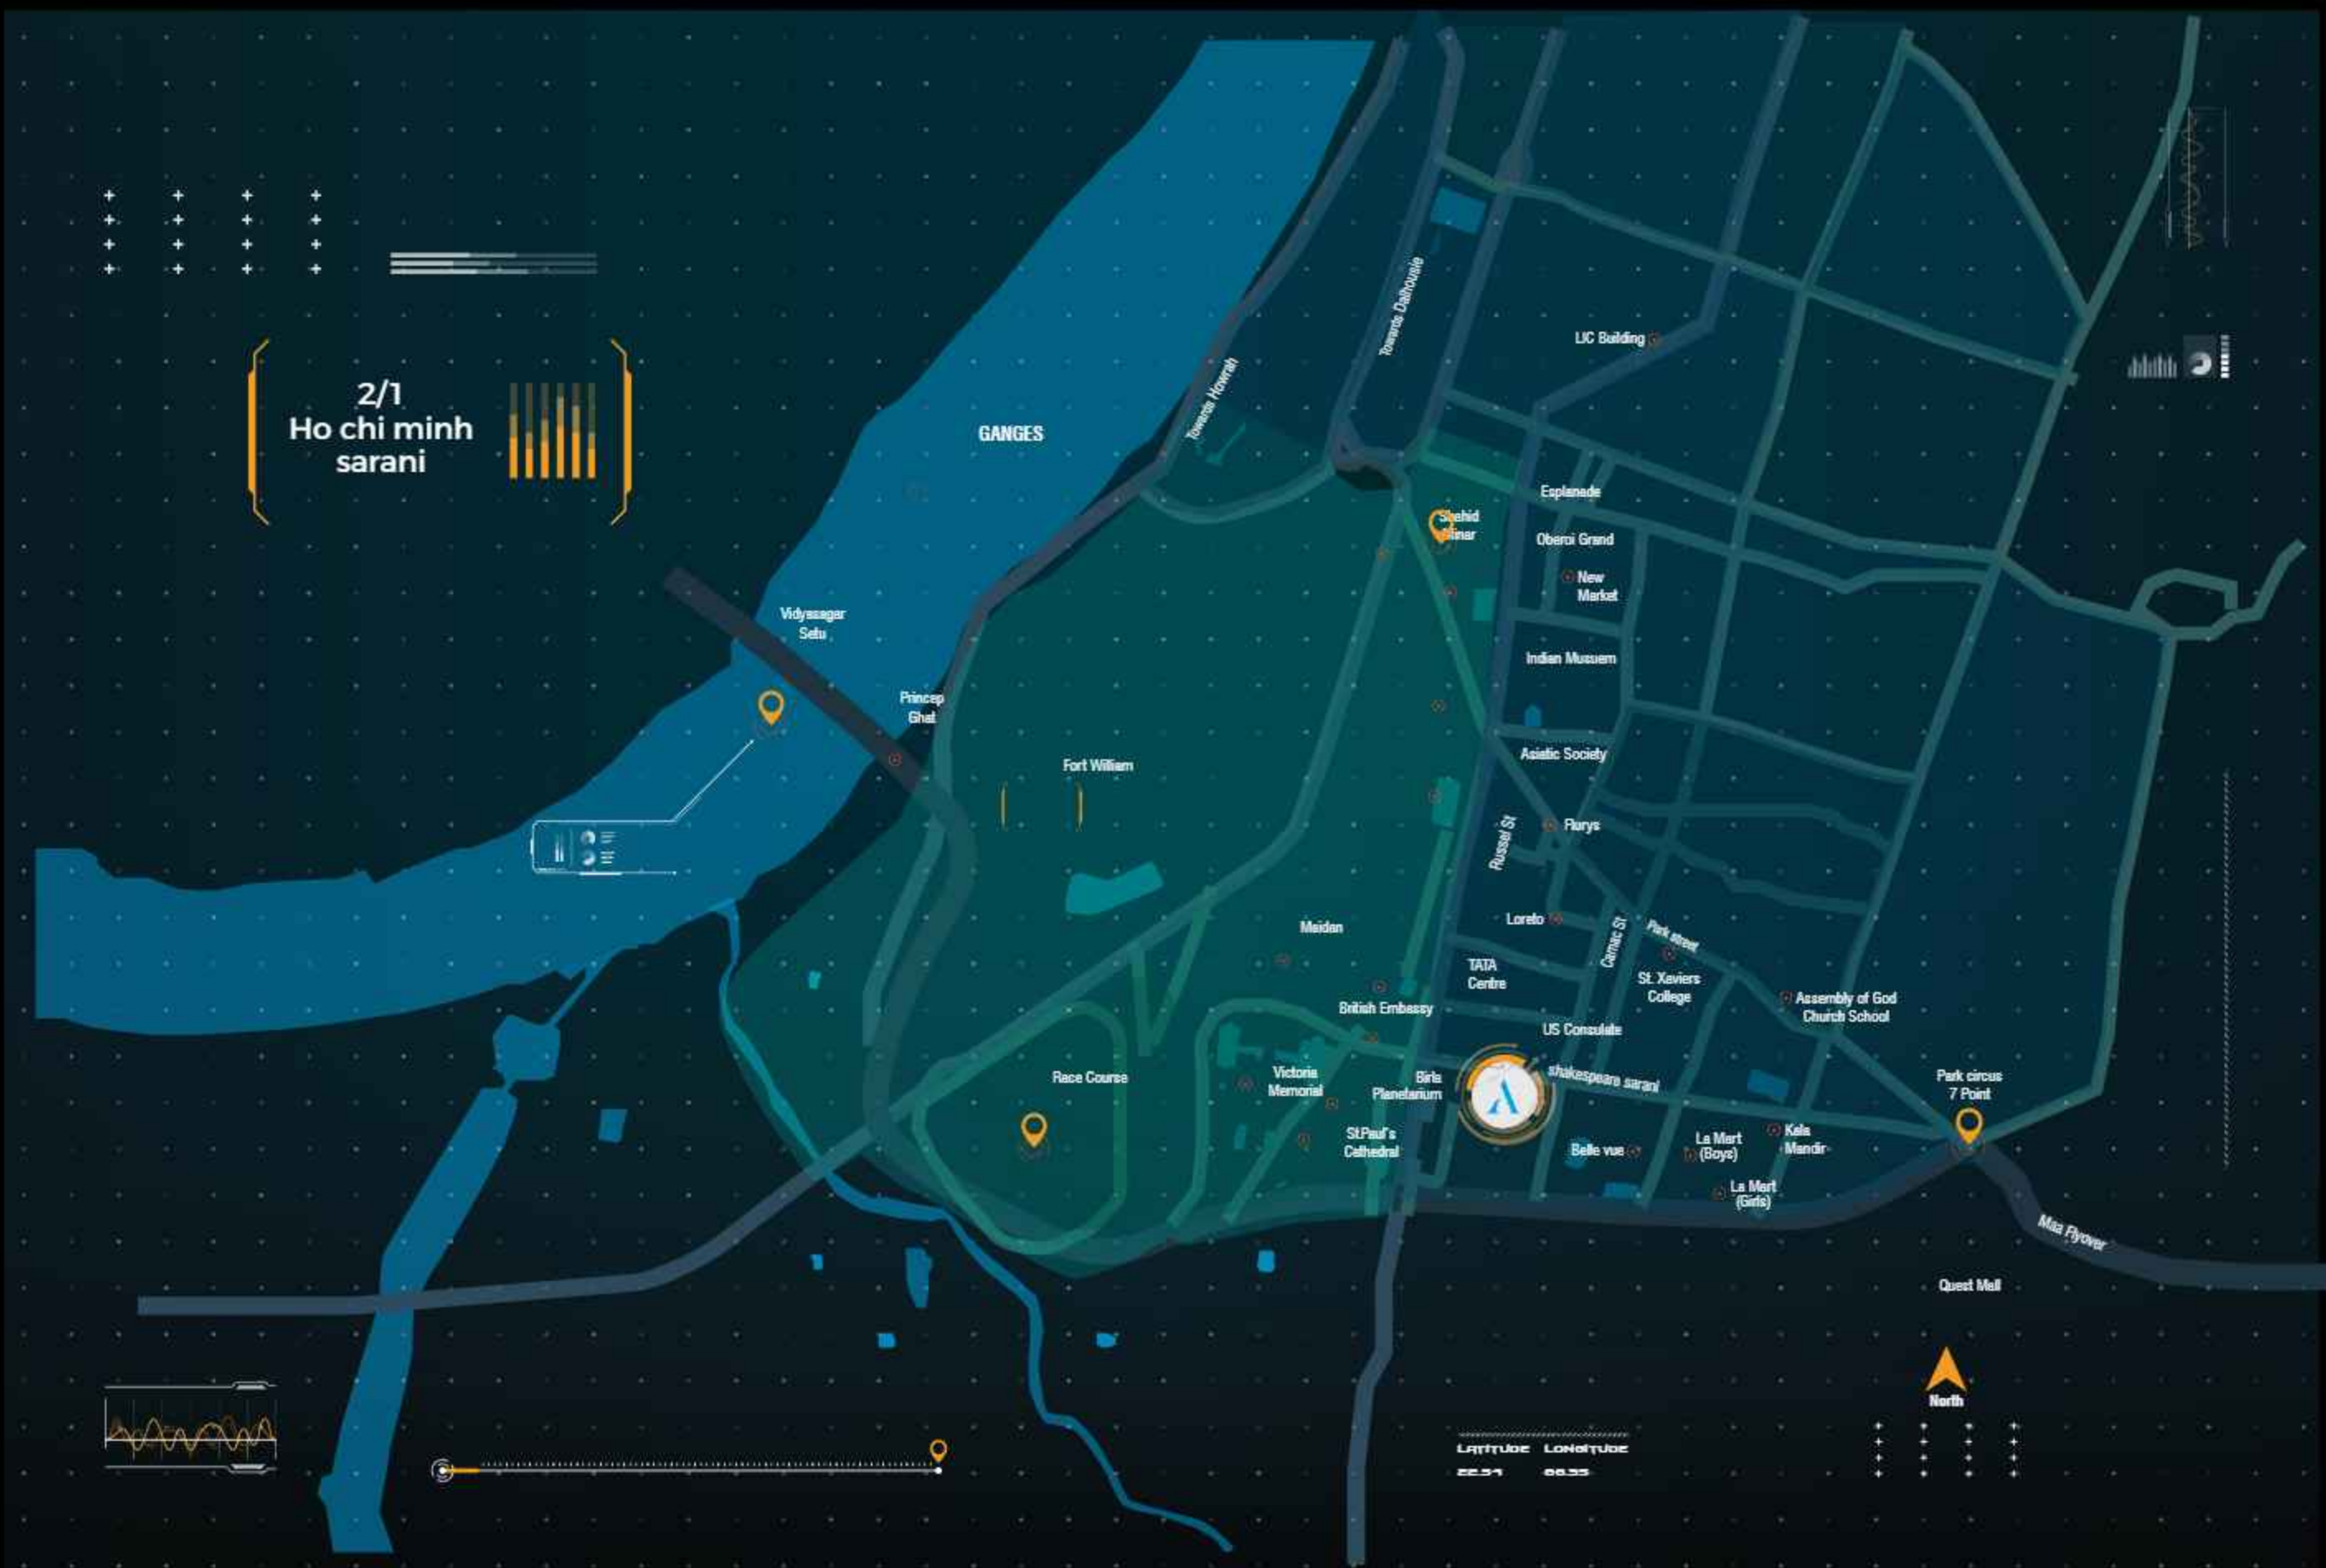 2/1
Ho chi minh
sarani
Towards Dalhousie
LIC Building
Towards Howrah
GANGES
Esplanade
Shahid
Minar
Oberoi Grand
New
Market
Vidyasagar
Setu
Indian Musuem
Princep
Ghat
Asiatic Society
Fort William
Russel St
Flurys
Maidan
Loreto
Camac St
Park street
TATA
Centre
St. Xaviers
College
British Embassy
Assembly of God
Church School
US Consulate
Race Course
Victoria
Memorial
Birla
Planetarium
shakespeare sarani
Park circus
7 Point
St.Paul's
Cathedral
Belle vue
La Mart
(Boys)
Kala
Mandir
La Mart
(Girls)
Maa Flyover
Quest Mall
North
LATITUDE LONGITUDE